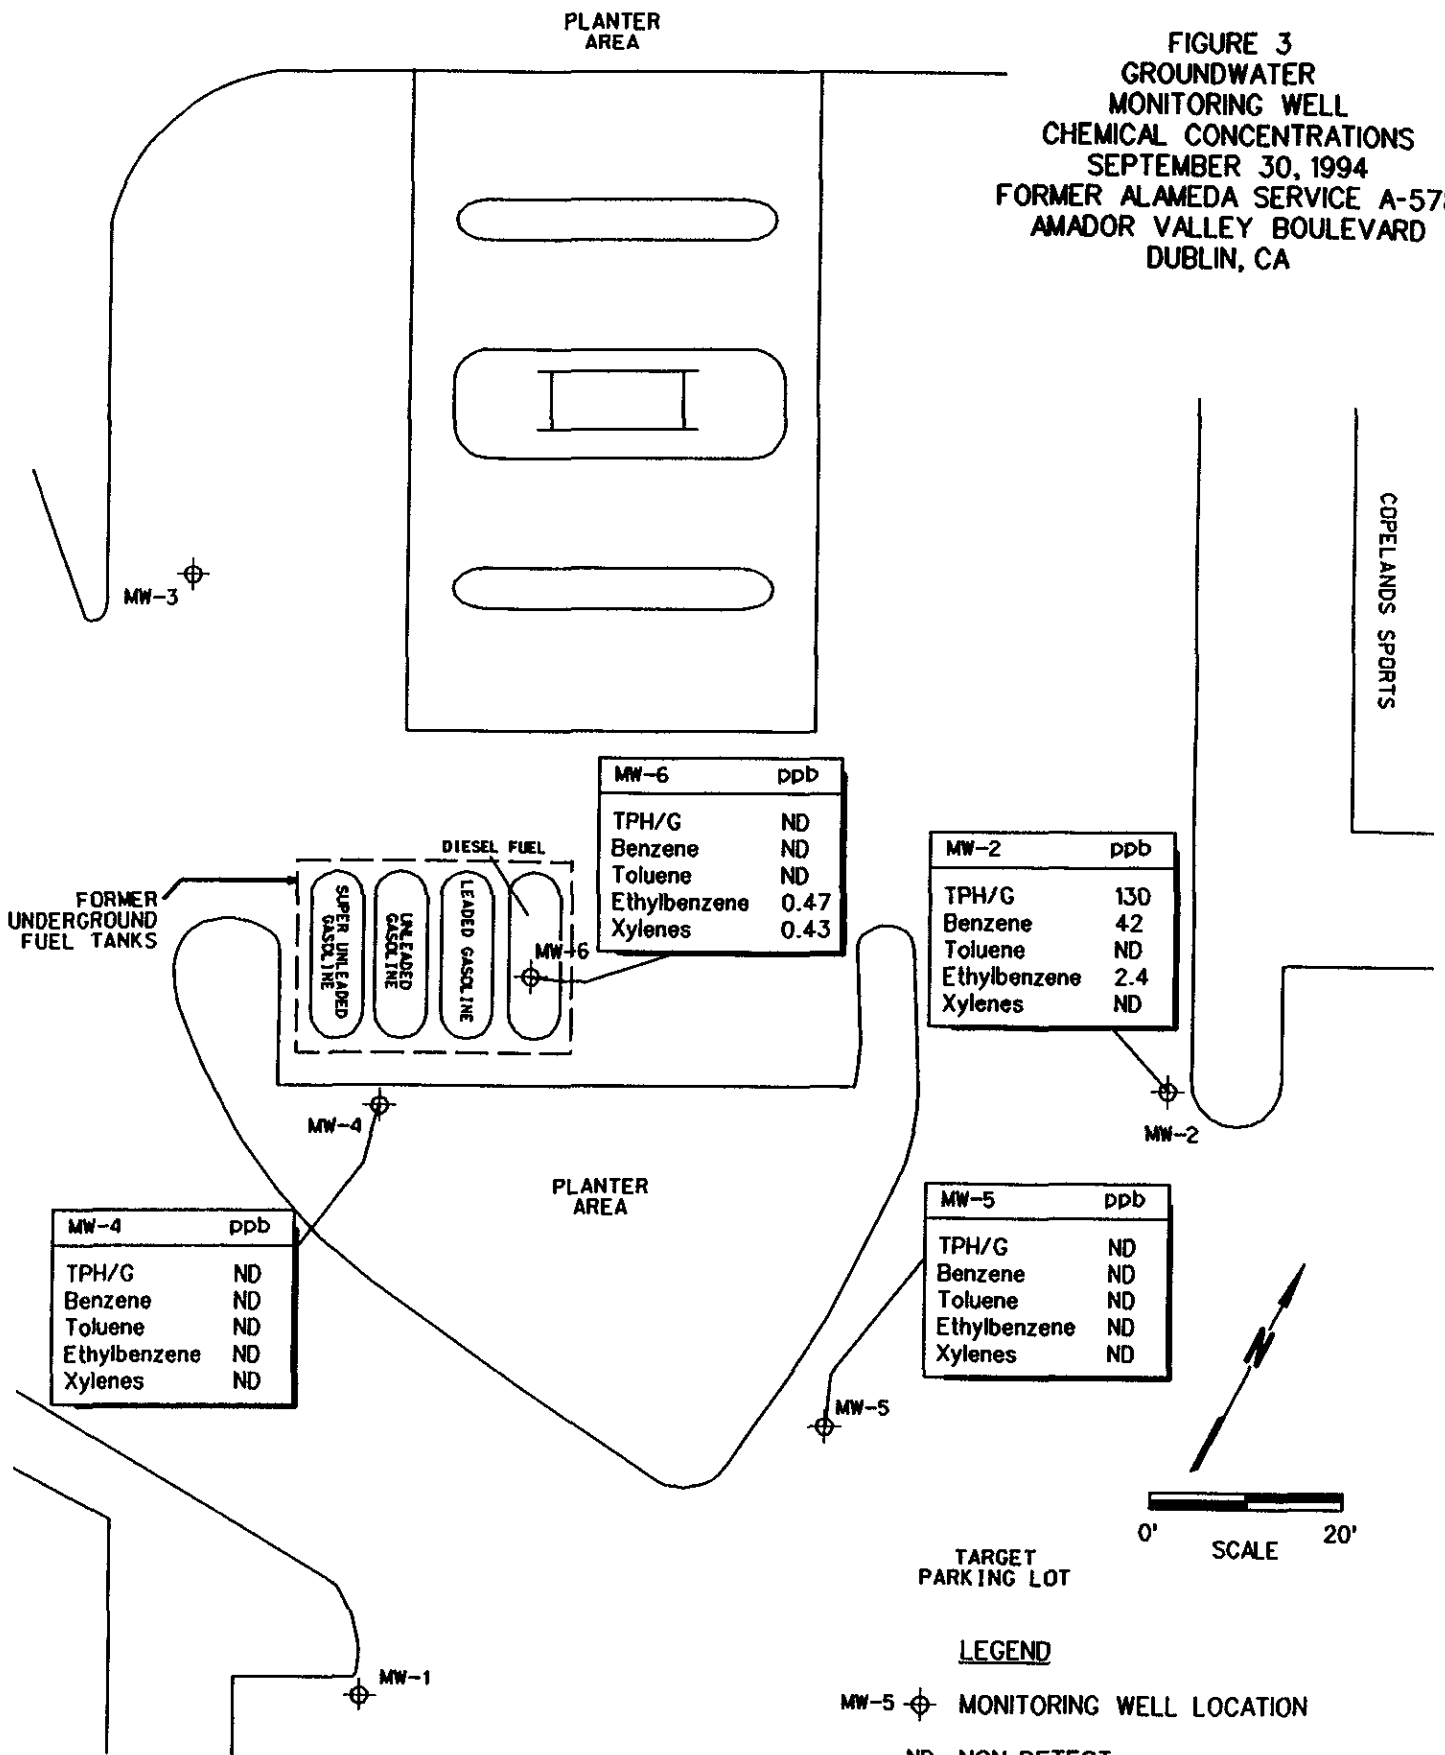 PLANTER
AREA
FIGURE 3
GROUNDWATER
MONITORING WELL
CHEMICAL CONCENTRATIONS
SEPTEMBER 30, 1994
FORMER ALAMEDA SERVICE
AMADOR VALLEY BOULEVARD
DUBLIN, CA
COPELANDS SPORTS
MW-3
MW-6 ppb
TPH/G ND
Benzene ND
Toluene ND
Ethylbenzene 0.47
Xylenes 0.43
DIESEL FUEL
FORMER
UNDERGROUND
FUEL TANKS
SUPER UNLEADED
GASOLINE
UNLEADED
GASOLINE
LEADED GASOLINE
MW-6
MW-2 ppb
TPH/G 130
Benzene 42
Toluene ND
Ethylbenzene 2.4
Xylenes ND
MW-4
MW-2
PLANTER
AREA
MW-4 ppb
TPH/G ND
Benzene ND
Toluene ND
Ethylbenzene ND
Xylenes ND
MW-5 ppb
TPH/G ND
Benzene ND
Toluene ND
Ethylbenzene ND
Xylenes ND
N
MW-5
0' 20'
SCALE
TARGET
PARKING LOT
LEGEND
MW-1
MW-5 MONITORING WELL LOCATION
ND NON DETECT